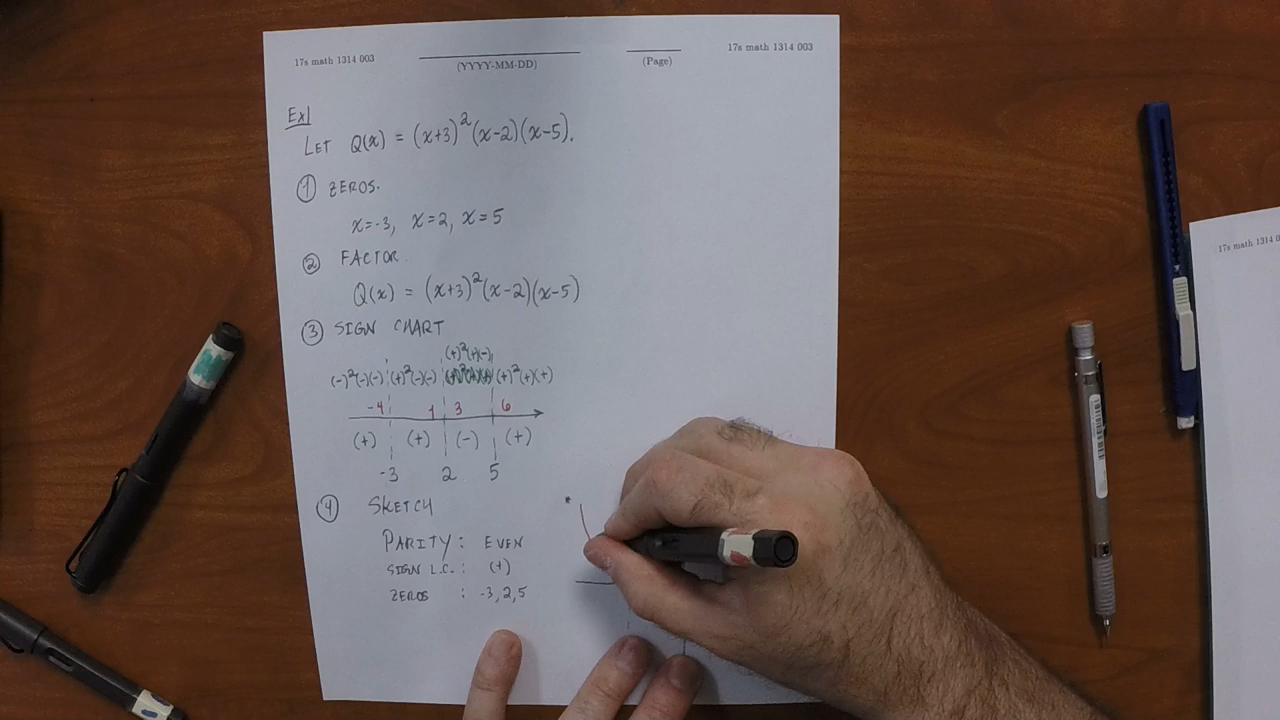 17s math 1314 003 (YYYY-MM-DD) (Page) 17s math 1314 003
Ex1
LET Q(x) = (x+3)²(x-2)(x-5).
① ZEROS.
x=-3, x=2, x=5
② FACTOR.
Q(x) = (x+3)²(x-2)(x-5)
③ SIGN CHART
(+)²(+)(-)
(-)²(-)(-) (+)²(-)(-) (+)²(+)(+)
-4 1 3 6
(+) (+) (-) (+)
-3 2 5
④ SKETCH
PARITY: EVEN
SIGN L.C.: (+)
ZEROS : -3,2,5
17s math 1314 0